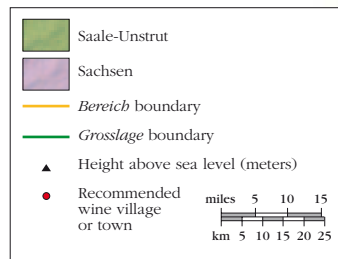 Saale-Unstrut
Sachsen
Bereich boundary
Grosslage boundary
Height above sea level (meters)
Recommended
wine village
or town
miles 5 10 15
km 5 10 15 20 25